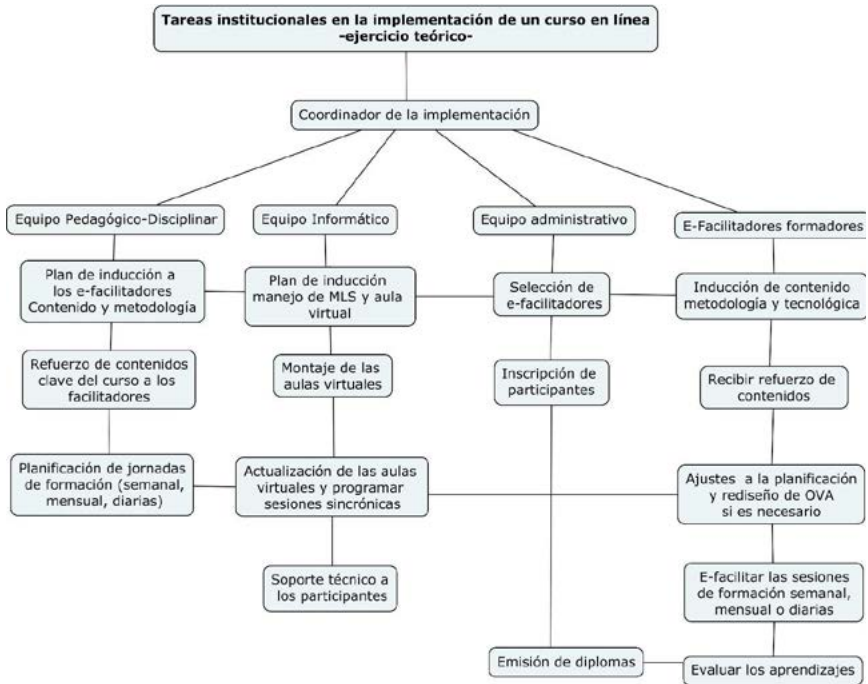 Tareas institucionales en la implementación de un curso en línea
-ejercicio teórico-
Coordinador de la implementación
Equipo Pedagógico-Disciplinar
Equipo Informático
Equipo administrativo
E-Facilitadores formadores
Plan de inducción a
los e-facilitadores
Contenido y metodología
Plan de inducción
manejo de MLS y aula
virtual
Selección de
e-facilitadores
Inducción de contenido
metodología y tecnológica
Refuerzo de contenidos
clave del curso a los
facilitadores
Montaje de las
aulas virtuales
Inscripción de
participantes
Recibir refuerzo de
contenidos
Planificación de jornadas
de formación (semanal,
mensual, diarias)
Actualización de las aulas
virtuales y programar
sesiones sincrónicas
Ajustes a la planificación
y rediseño de OVA
si es necesario
Soporte técnico a
los participantes
E-facilitar las sesiones
de formación semanal,
mensual o diarias
Emisión de diplomas
Evaluar los aprendizajes